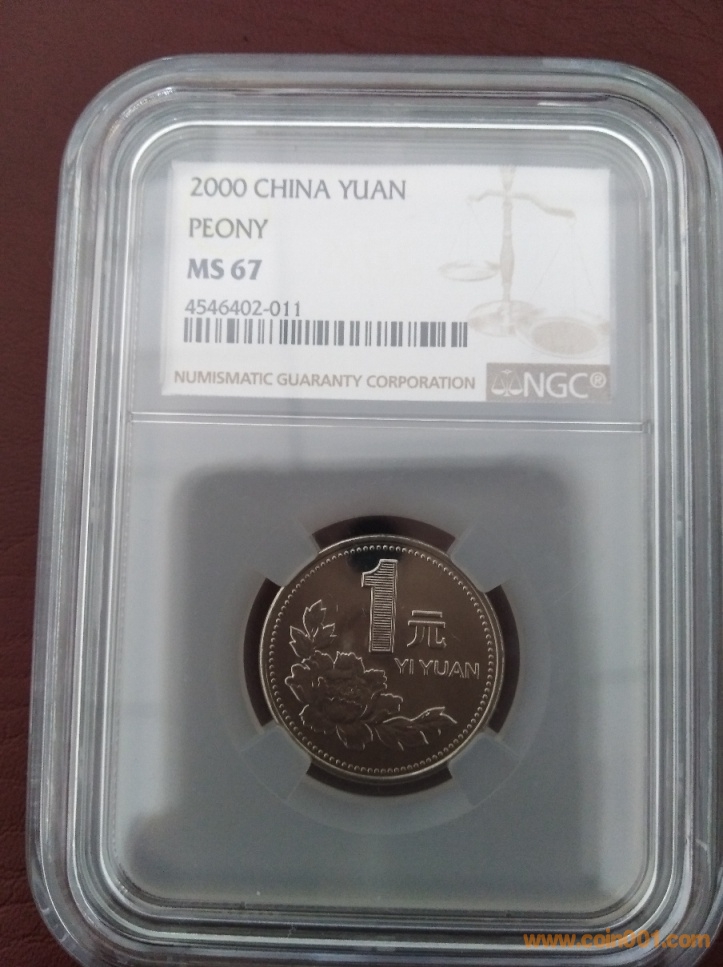 2000 CHINA YUAN
PEONY
MS 67
4546402-011
NUMISMATIC GUARANTY CORPORATION
NGC®
1元
YI YUAN
www.coin001.com